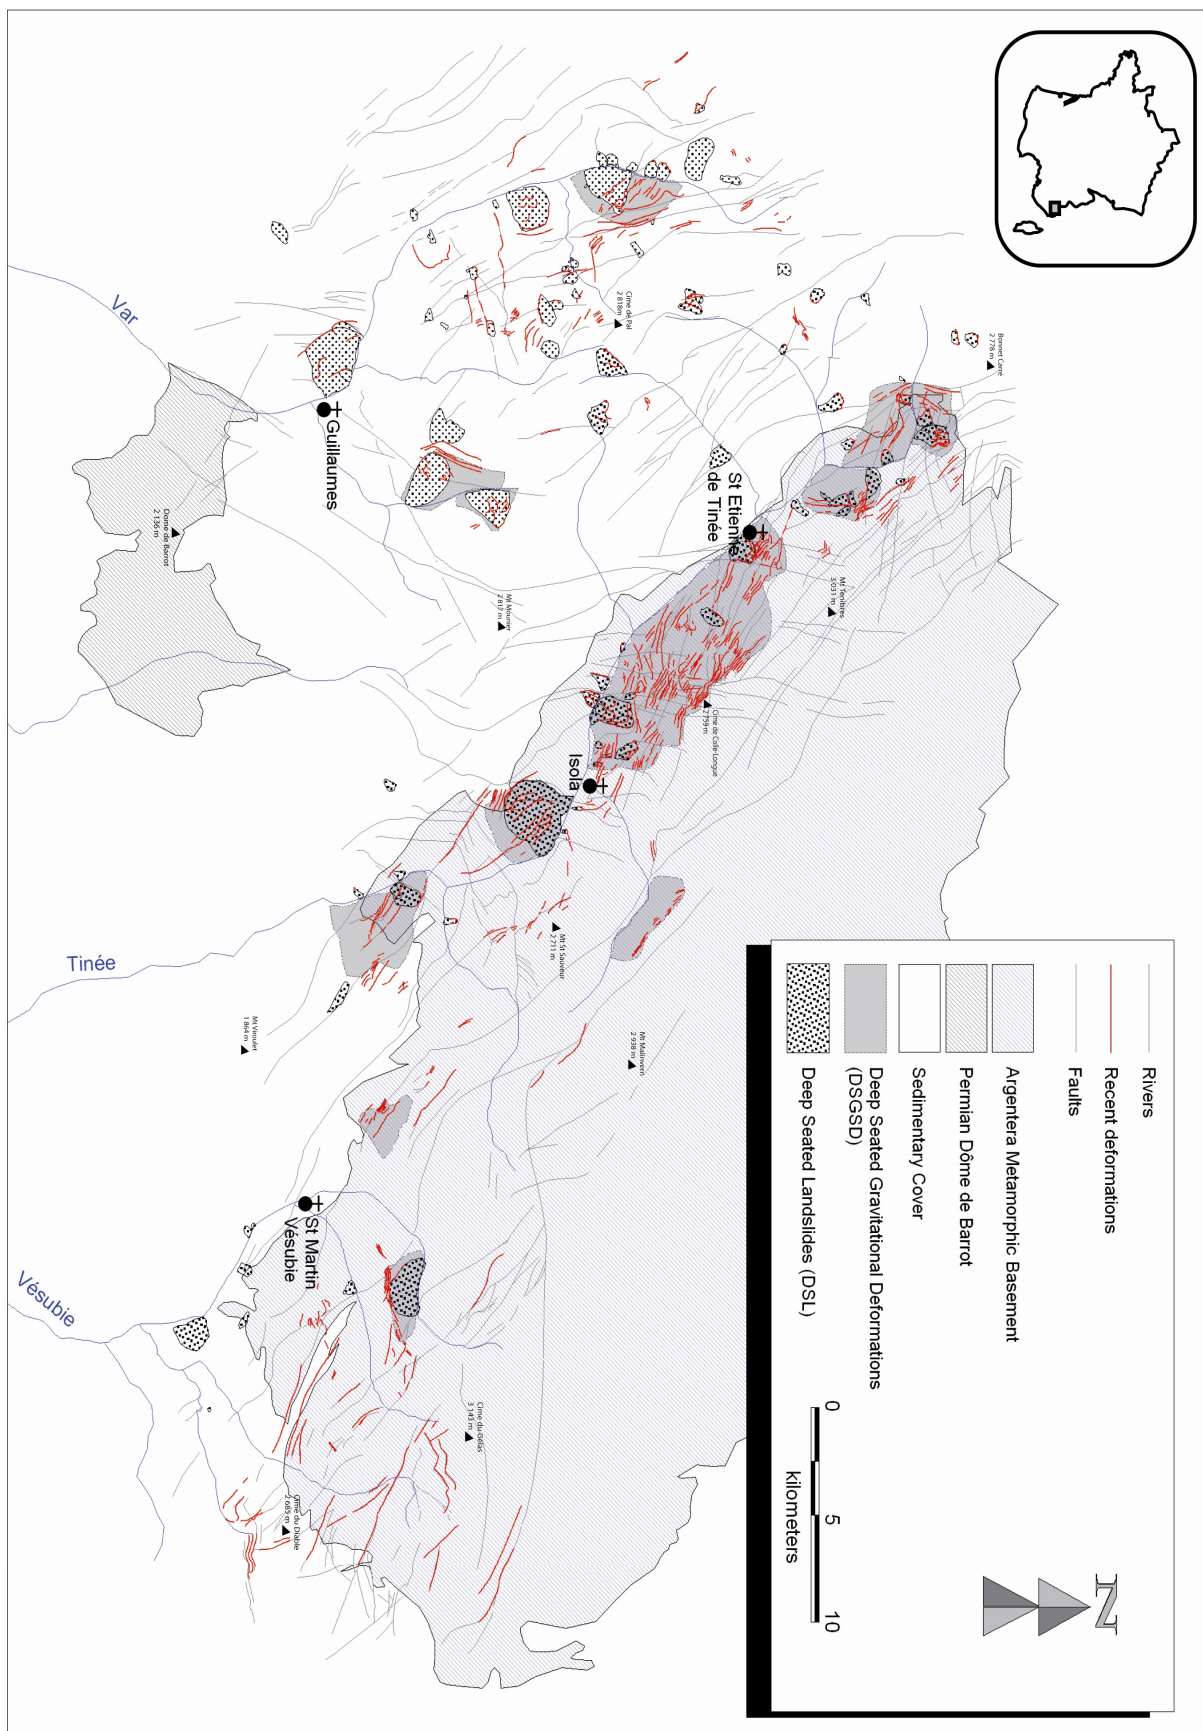 Bonnet Carré
2 778 m
Cime de Pal
2 818m
Var
Guillaumes
St Etienne
de Tinée
Mt Ténibres
3 031 m
Dome de Barrot
2 136 m
Mt Mounier
2 817 m
Cime de Colle-Longue
2 759 m
Isola
Mt St Sauveur
2 711 m
Tinée
Mt Viroulet
1 864 m
Mt Malinvern
2 938 m
St Martin
Vésubie
Vésubie
Cime du Gélas
3 143 m
Cime du Diable
2 685 m
Rivers
Recent deformations
Faults
Argentera Metamorphic Basement
Permian Dôme de Barrot
Sedimentary Cover
Deep Seated Gravitational Deformations
(DSGSD)
Deep Seated Landslides (DSL)
0 5 10
kilometers
N